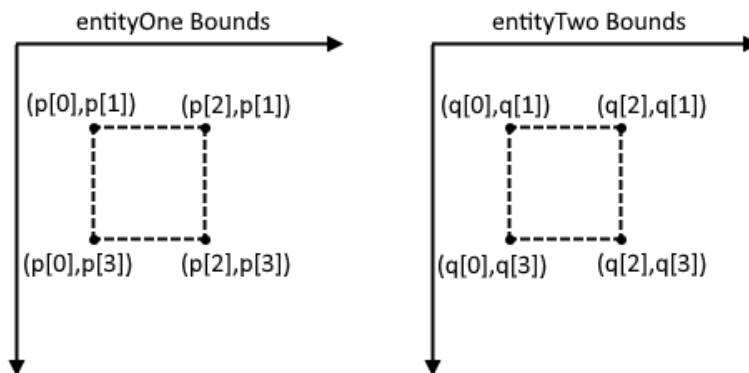 entityOne Bounds
(p[0],p[1])
(p[2],p[1])
(p[0],p[3])
(p[2],p[3])
entityTwo Bounds
(q[0],q[1])
(q[2],q[1])
(q[0],q[3])
(q[2],q[3])